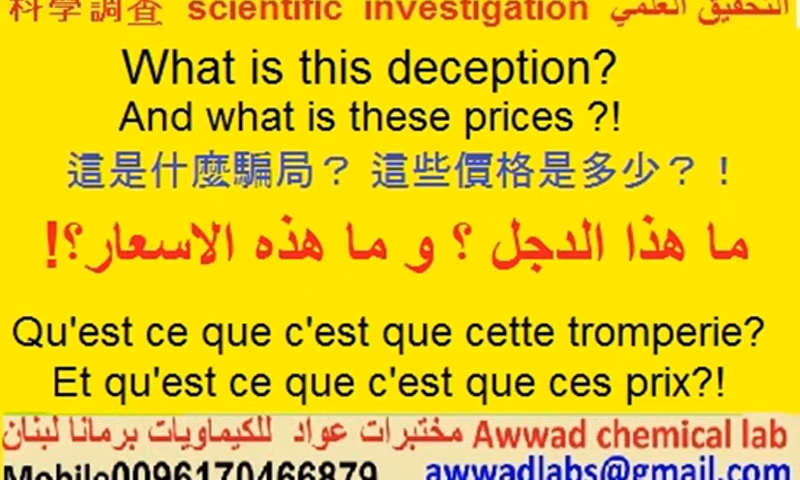 科學調查 scientific investigation التحقيق العلمي
What is this deception?
And what is these prices ?!
這是什麼騙局？ 這些價格是多少？！
ما هذا الدجل ؟ و ما هذه الاسعار؟!
Qu'est ce que c'est que cette tromperie?
Et qu'est ce que c'est que ces prix?!
مختبرات عواد للكيماويات برمانا لبنان Awwad chemical lab
Mobile0096170466879 awwadlabs@gmail.com